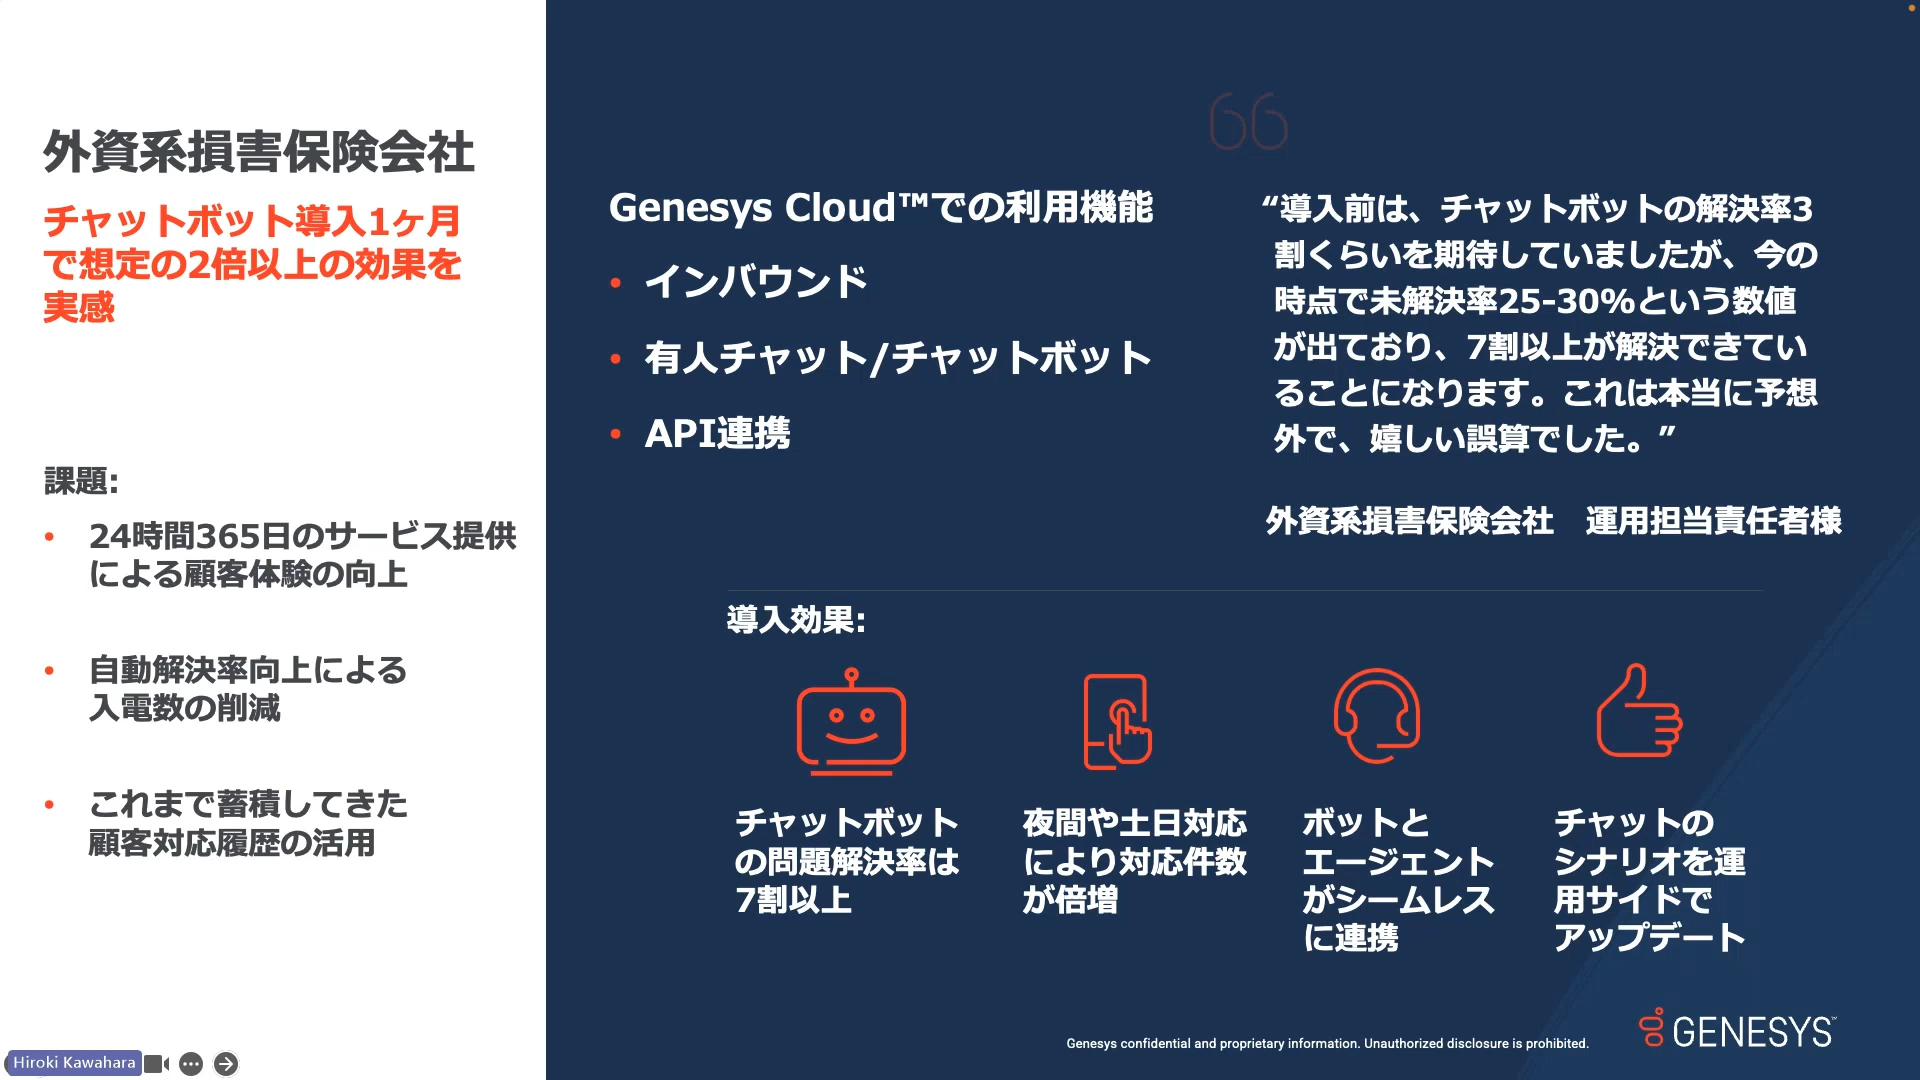 外資系損害保険会社
チャットボット導入1ヶ月
で想定の2倍以上の効果を
実感
課題:
• 24時間365日のサービス提供
による顧客体験の向上
• 自動解決率向上による
入電数の削減
• これまで蓄積してきた
顧客対応履歴の活用
Genesys Cloud™での利用機能
• インバウンド
• 有人チャット/チャットボット
• API連携
“導入前は、チャットボットの解決率3
割くらいを期待していましたが、今の
時点で未解決率25-30%という数値
が出ており、7割以上が解決できてい
ることになります。これは本当に予想
外で、嬉しい誤算でした。”
外資系損害保険会社　運用担当責任者様
導入効果:
チャットボット
の問題解決率は
7割以上
夜間や土日対応
により対応件数
が倍増
ボットと
エージェント
がシームレス
に連携
チャットの
シナリオを運
用サイドで
アップデート
Genesys confidential and proprietary information. Unauthorized disclosure is prohibited.
GENESYS™
Hiroki Kawahara